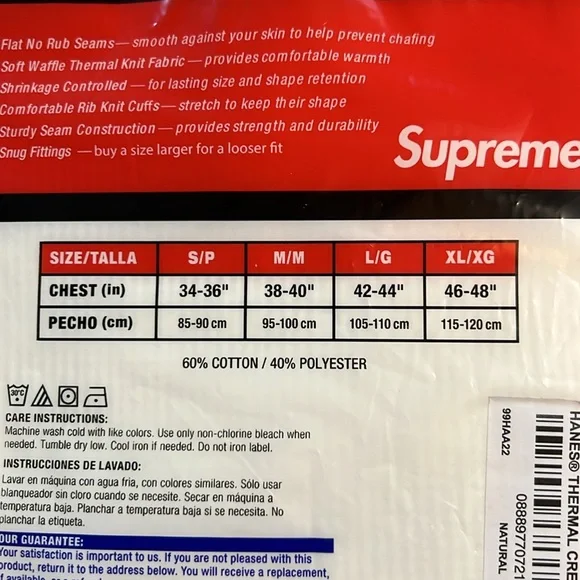 Flat No Rub Seams — smooth against your skin to help prevent chafing
Soft Waffle Thermal Knit Fabric — provides comfortable warmth
Shrinkage Controlled — for lasting size and shape retention
Comfortable Rib Knit Cuffs — stretch to keep their shape
Sturdy Seam Construction — provides strength and durability
Snug Fittings — buy a size larger for a looser fit
Supreme
SIZE/TALLA S/P M/M L/G XL/XG
CHEST (in) 34-36" 38-40" 42-44" 46-48"
PECHO (cm) 85-90 cm 95-100 cm 105-110 cm 115-120 cm
60% COTTON / 40% POLYESTER
30°C
CARE INSTRUCTIONS:
Machine wash cold with like colors. Use only non-chlorine bleach when
needed. Tumble dry low. Cool iron if needed. Do not iron label.
INSTRUCCIONES DE LAVADO:
Lavar en máquina con agua fria, con colores similares. Sólo usar
blanqueador sin cloro cuando se necesite. Secar en máquina a
temperatura baja. Planchar a temperatura baja si se necesita. No
planchar la etiqueta.
OUR GUARANTEE:
Your satisfaction is important to us. If you are not pleased with this
product, return it to the address below. You will receive a replacement,
HANES® THERMAL CRE
99HAA22
NATURAL